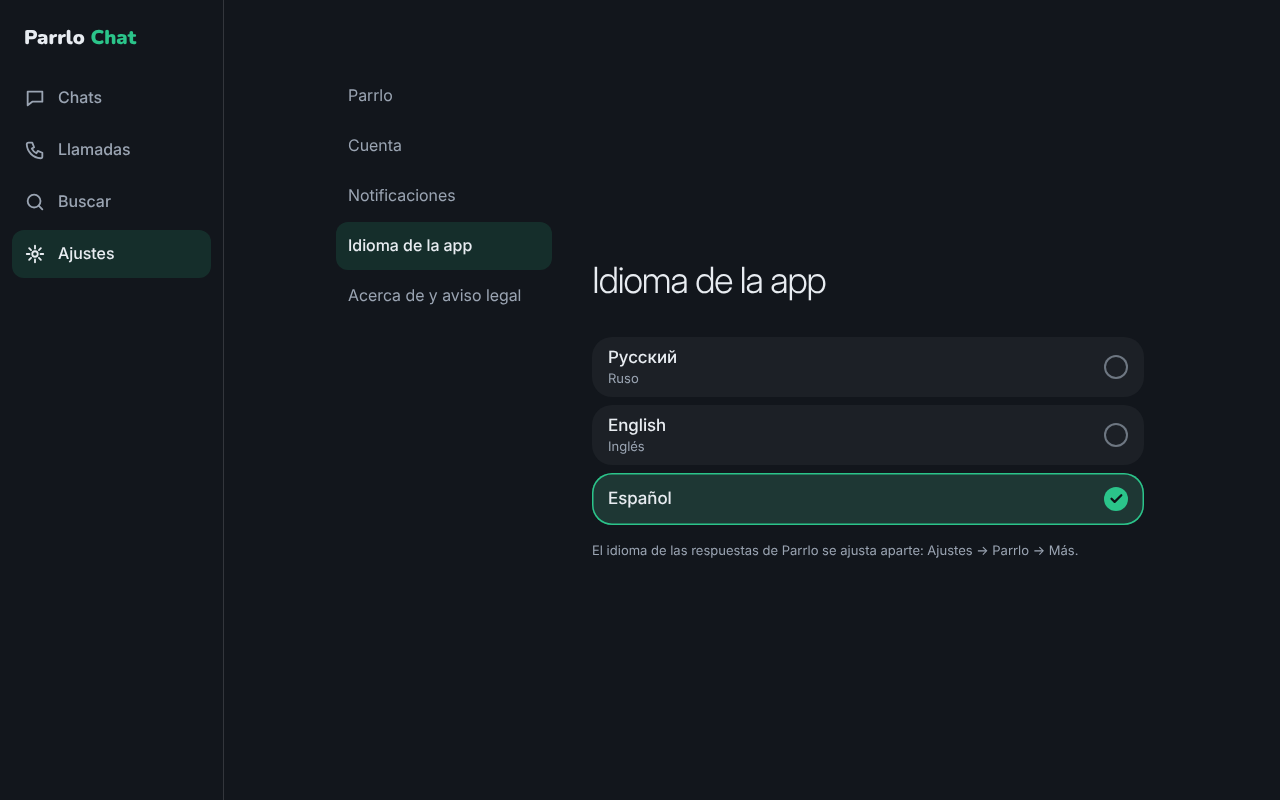 Parrlo Chat
Chats
Llamadas
Buscar
Ajustes
Parrlo
Cuenta
Notificaciones
Idioma de la app
Acerca de y aviso legal
Idioma de la app
Русский
Ruso
English
Inglés
Español
El idioma de las respuestas de Parrlo se ajusta aparte: Ajustes → Parrlo → Más.